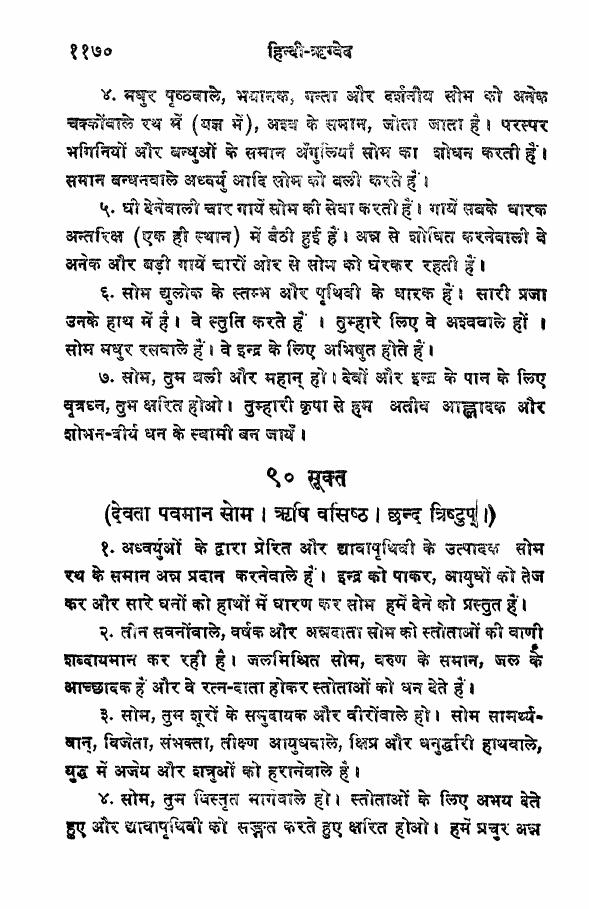 ११७० हिन्दी-ऋग्वेद
४. मधुर पृष्ठवाले, भयानक, गन्ता और दर्शनीय सोम को अनेक
चक्कोंवाले रथ में (यज्ञ में), अश्व के समान, जोता जाता है। परस्पर
भगिनियों और बन्धुओं के समान अँगुलियाँ सोम का शोधन करती हैं।
समान बन्धनवाले अध्वर्यु आदि सोम को बली करते हैं।
५. घी देनेवाली चार गायें सोम की सेवा करती हैं। गायें सबके धारक
अन्तरिक्ष (एक ही स्थान) में बैठी हुई हैं। अन्न से शोधित करनेवाली वे
अनेक और बड़ी गायें चारों ओर से सोम को घेरकर रहती हैं।
६. सोम द्युलोक के स्तम्भ और पृथिवी के धारक हैं। सारी प्रजा
उनके हाथ में है। वे स्तुति करते हैं । तुम्हारे लिए वे अश्ववाले हों ।
सोम मधुर रसवाले हैं। वे इन्द्र के लिए अभिषुत होते हैं।
७. सोम, तुम बली और महान् हो। देवों और इन्द्र के पान के लिए
वृत्रघ्न, तुम क्षरित होओ। तुम्हारी कृपा से हम अतीव आह्लादक और
शोभन-वीर्य धन के स्वामी बन जायँ।
९० सूक्त
(देवता पवमान सोम। ऋषि वसिष्ठ। छन्द त्रिष्टुप्।)
१. अध्वर्युओं के द्वारा प्रेरित और द्यावापृथिवी के उत्पादक सोम
रथ के समान अन्न प्रदान करनेवाले हैं। इन्द्र को पाकर, आयुधों को तेज
कर और सारे धनों को हाथों में धारण कर सोम हमें देने को प्रस्तुत हैं।
२. तीन सवनोंवाले, वर्षक और अन्नदाता सोम को स्तोताओं की वाणी
शब्दायमान कर रही है। जलमिश्रित सोम, वरुण के समान, जल के
आच्छादक हैं और वे रत्न-दाता होकर स्तोताओं को धन देते हैं।
३. सोम, तुम शूरों के समुदायक और वीरोंवाले हो। सोम सामर्थ्य-
वान्, विजेता, संभक्ता, तीक्ष्ण आयुधवाले, क्षिप्र और धनुर्द्धारी हाथवाले,
युद्ध में अजेय और शत्रुओं को हरानेवाले हैं।
४. सोम, तुम विस्तृत मार्गवाले हो। स्तोताओं के लिए अभय देते
हुए और द्यावापृथिवी को सङ्गत करते हुए क्षरित होओ। हमें प्रचुर अन्न